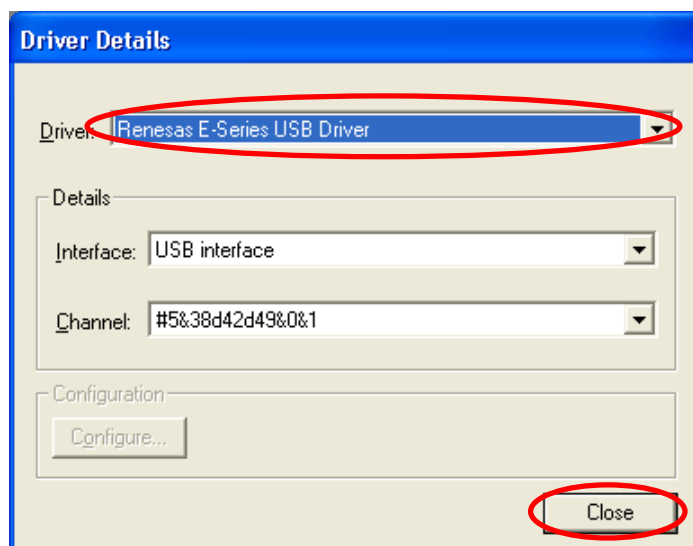 Driver Details
Driver: Renesas E-Series USB Driver
Details
Interface: USB interface
Channel: #5&38d42d49&0&1
Configuration
Configure...
Close